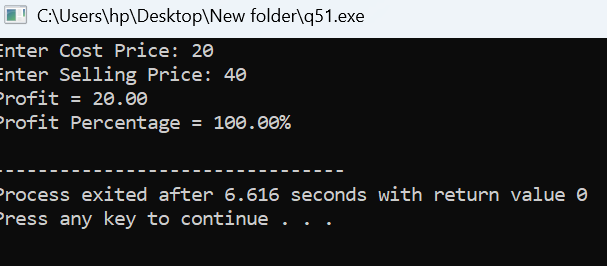 C:\Users\hp\Desktop\New folder\q51.exe
Enter Cost Price: 20
Enter Selling Price: 40
Profit = 20.00
Profit Percentage = 100.00%
--------------------------------
Process exited after 6.616 seconds with return value 0
Press any key to continue . . .